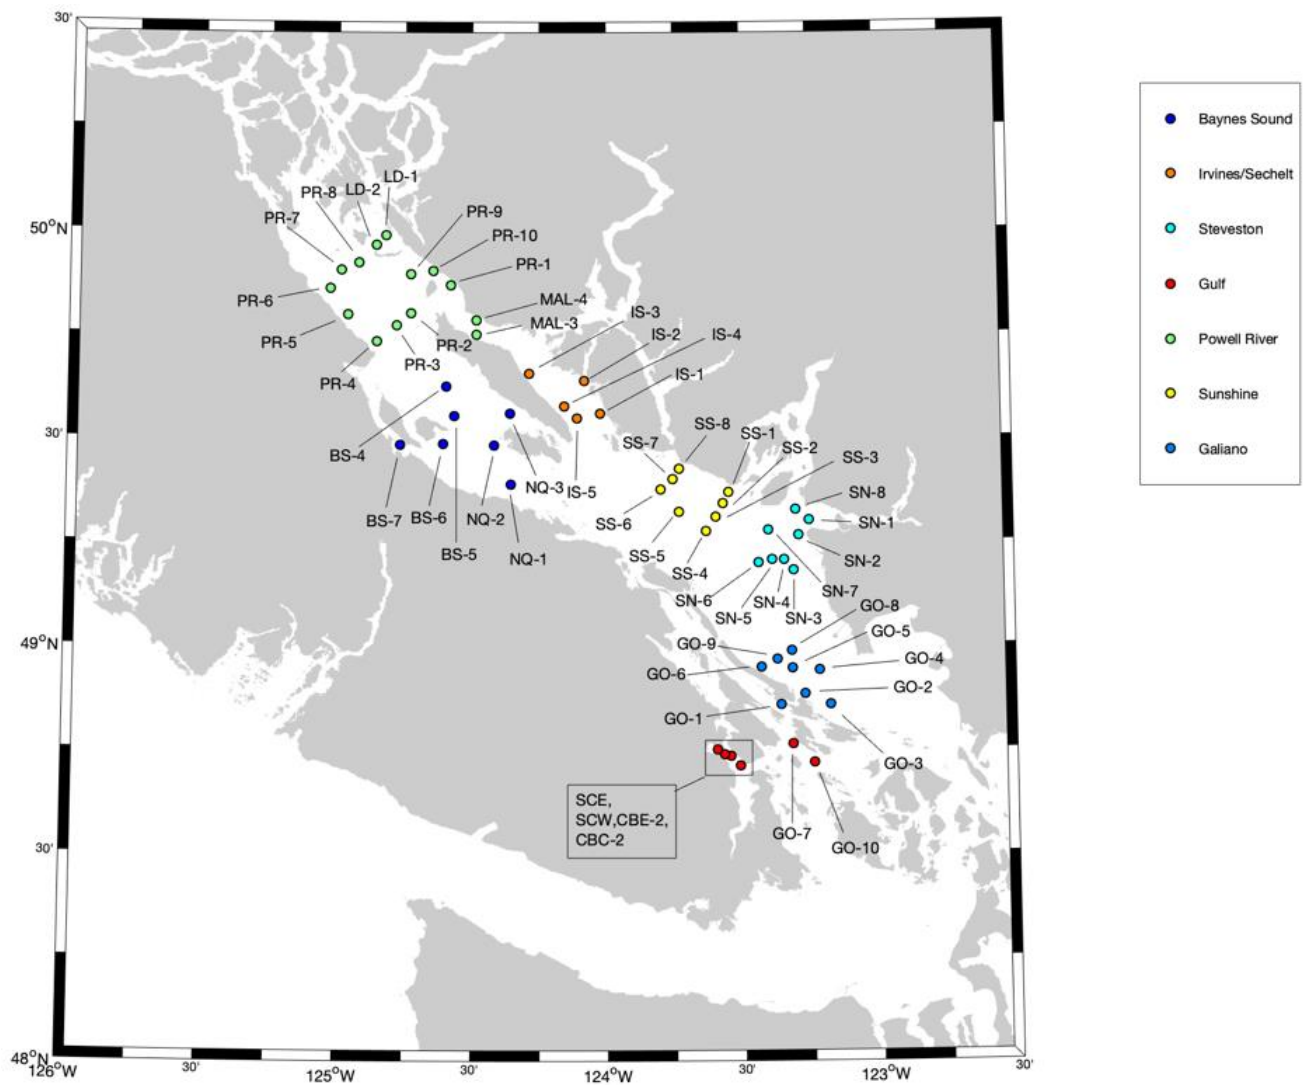 30'
Baynes Sound
Irvines/Sechelt
Steveston
Gulf
Powell River
Sunshine
Galiano
LD-1
LD-2
PR-8
PR-7
PR-9
50°N
PR-10
PR-1
PR-6
MAL-4
IS-3
MAL-3
IS-2
IS-4
PR-5
PR-2
PR-3
IS-1
PR-4
30'
SS-8
SS-1
SS-7
SS-2
BS-4
SS-3
NQ-3
IS-5
SN-8
BS-7
BS-6
NQ-2
SS-6
SN-1
BS-5
NQ-1
SS-5
SN-2
SS-4
SN-7
SN-6
SN-4
GO-8
SN-5
SN-3
GO-5
49°N
GO-9
GO-4
GO-6
GO-2
GO-1
GO-3
SCE,
SCW,CBE-2,
CBC-2
GO-7
GO-10
30'
48°N
126°W
30'
125°W
30'
124°W
30'
123°W
30'